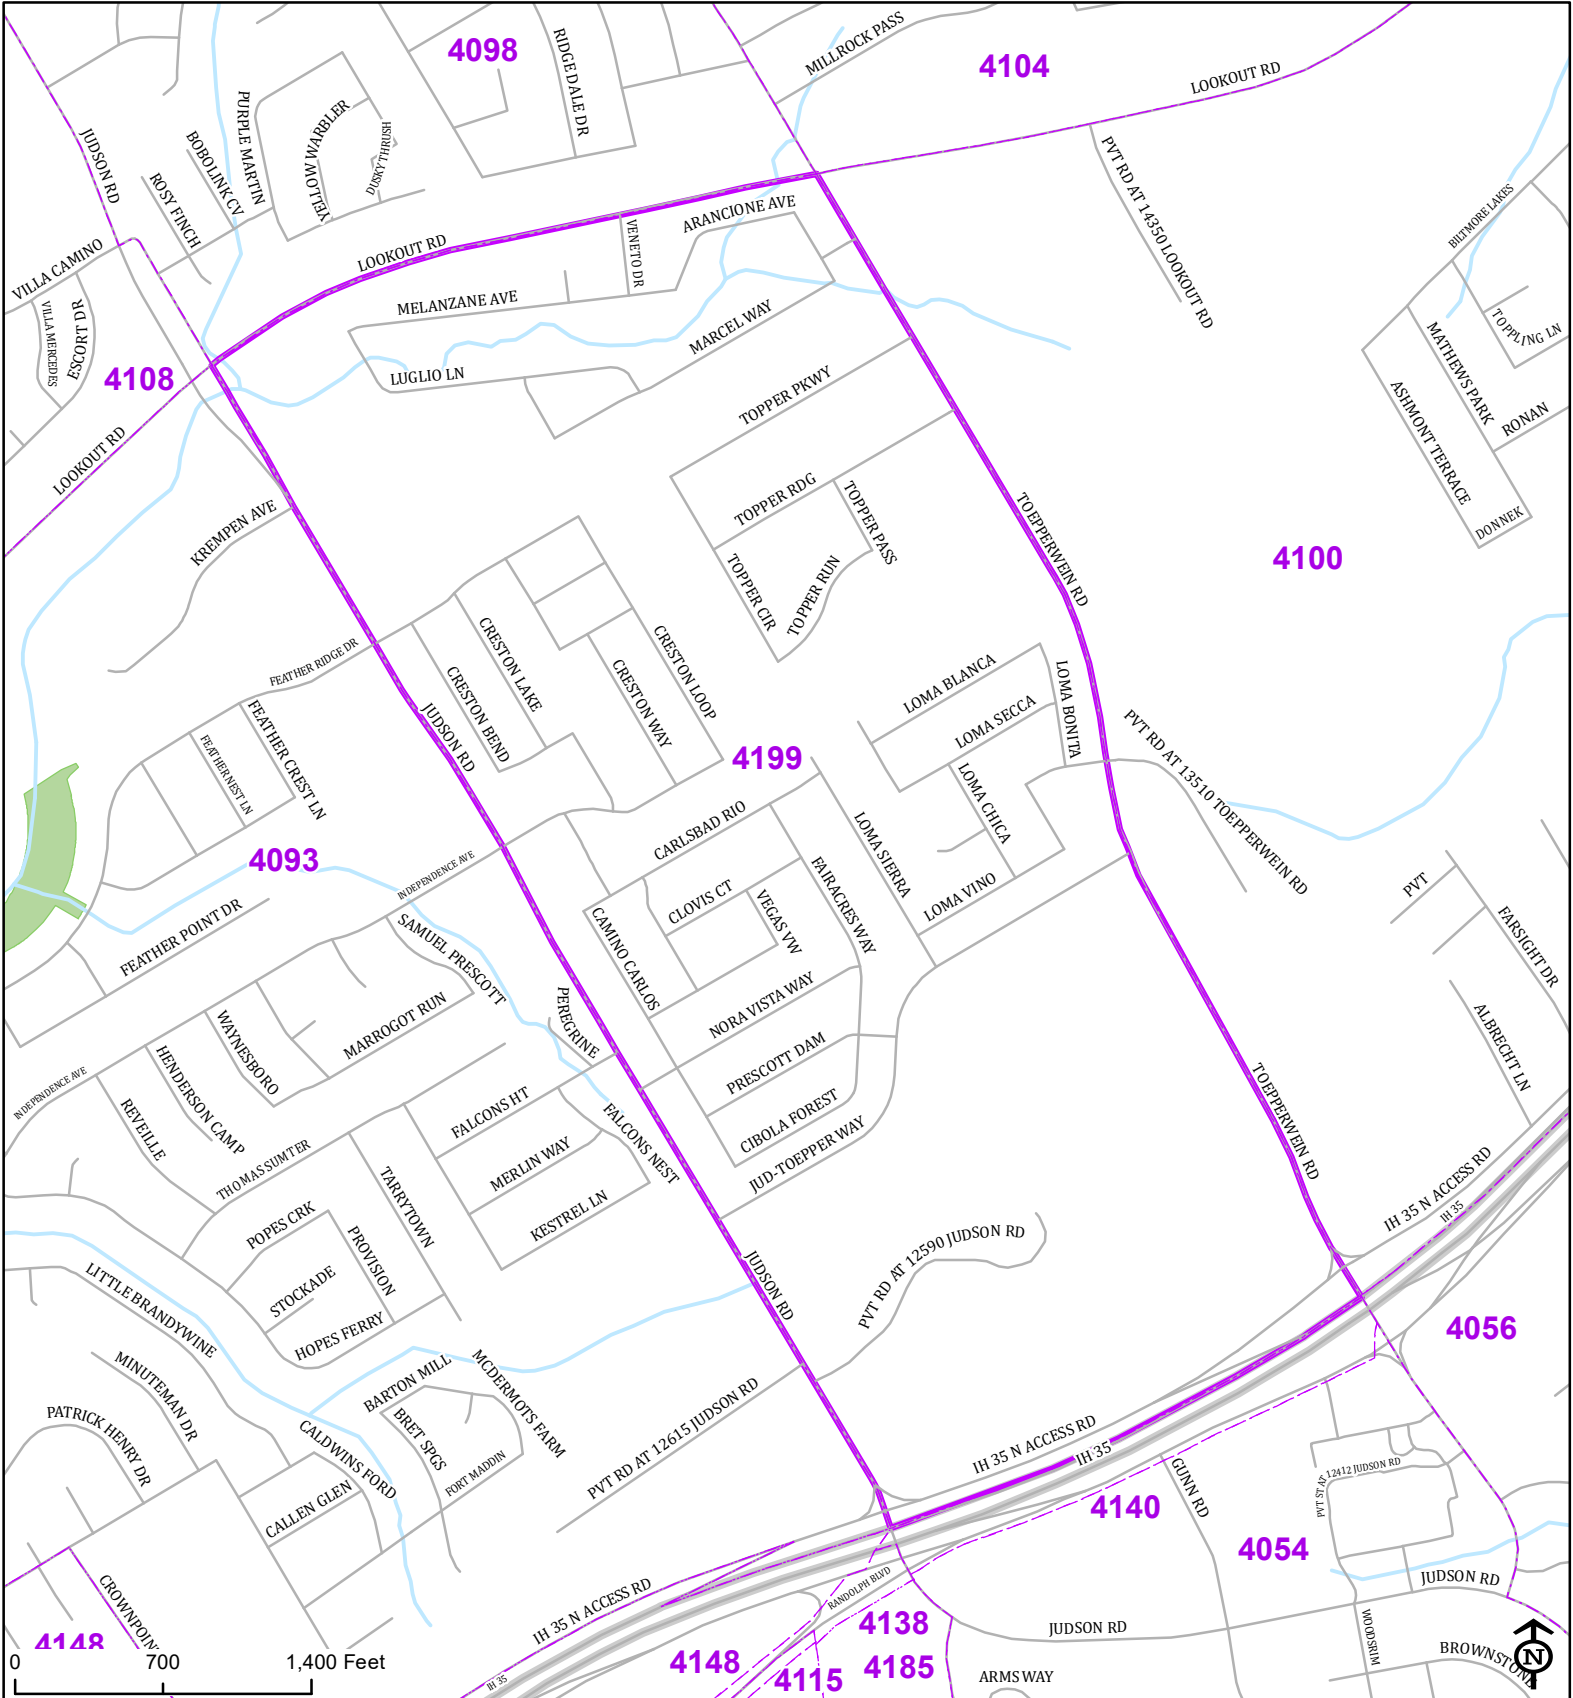 4098
RIDGEDALE DR
MILLROCK PASS
4104
LOOKOUT RD
JUDSON RD
BOBOLINK CV
PURPLE MARTIN
YELLOW WARBLER
DUSKY THRUSH
ROSY FINCH
PVT RD AT 14350 LOOKOUT RD
BILTMORE LAKES
VILLA CAMINO
LOOKOUT RD
VENETO DR
ARANCIONE AVE
VILLA MERCEDES
ESCORT DR
MELANZANE AVE
MARCEL WAY
TOPPLING LN
MATHEWS PARK
4108
LUGLIO LN
TOPPER PKWY
ASHMONT TERRACE
RONAN
LOOKOUT RD
TOPPER RDG
TOPPER PASS
TOEPPERWEIN RD
DONNEK
KREMPEN AVE
TOPPER CIR
TOPPER RUN
4100
FEATHER RIDGE DR
CRESTON LAKE
CRESTON LOOP
CRESTON BEND
CRESTON WAY
LOMA BLANCA
LOMA BONITA
LOMA SECCA
FEATHER CREST LN
FEATHER NEST LN
JUDSON RD
4199
PVT RD AT 13510 TOEPPERWEIN RD
LOMA CHICA
CARLSBAD RIO
LOMA SIERRA
4093
INDEPENDENCE AVE
FAIRACRES WAY
CLOVIS CT
VEGAS VW
LOMA VINO
PVT
FARSIGHT DR
FEATHER POINT DR
SAMUEL PRESCOTT
CAMINO CARLOS
PEREGRINE
NORA VISTA WAY
MARROGOT RUN
WAYNESBORO
ALBRECHT LN
HENDERSON CAMP
INDEPENDENCE AVE
REVEILLE
PRESCOTT DAM
TOEPPERWEIN RD
FALCONS HT
CIBOLA FOREST
FALCONS NEST
MERLIN WAY
JUD-TOEPPER WAY
THOMAS SUMTER
TARRYTOWN
KESTREL LN
IH 35 N ACCESS RD
IH 35
POPES CRK
PROVISION
PVT RD AT 12590 JUDSON RD
STOCKADE
JUDSON RD
LITTLE BRANDYWINE
HOPES FERRY
4056
MINUTEMAN DR
BARTON MILL
MCDERMOTS FARM
PATRICK HENRY DR
BRET SPGS
CALDWINS FORD
PVT RD AT 12615 JUDSON RD
FORT MADDIN
IH 35 N ACCESS RD
IH 35
GUNN RD
PVT ST AT 12412 JUDSON RD
CALLEN GLEN
4140
4054
CROWNPOINT
IH 35 N ACCESS RD
RANDOLPH BLVD
JUDSON RD
4138
JUDSON RD
WOODSRIM
BROWNSTONE
4148
4148
4115
4185
ARMS WAY
IH 35
0 700 1,400 Feet
N